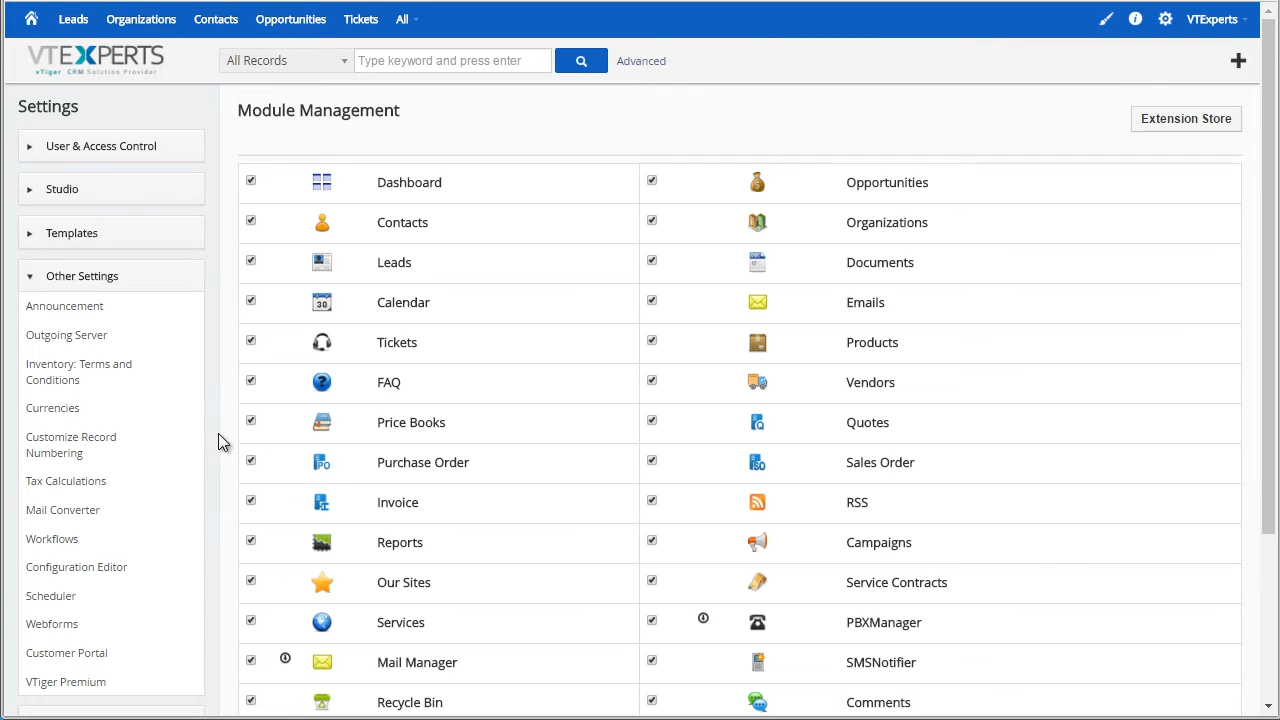 Leads Organizations Contacts Opportunities Tickets All VTExperts
VTEXPERTS
vTiger CRM Solution Provider
All Records Type keyword and press enter Advanced
Settings
Module Management
Extension Store
User & Access Control
Studio
Templates
Other Settings
Announcement
Outgoing Server
Inventory: Terms and
Conditions
Currencies
Customize Record
Numbering
Tax Calculations
Mail Converter
Workflows
Configuration Editor
Scheduler
Webforms
Customer Portal
VTiger Premium
Dashboard Opportunities
Contacts Organizations
Leads Documents
30 Calendar Emails
Tickets Products
FAQ Vendors
Price Books Quotes
PO Purchase Order SO Sales Order
Invoice RSS
Reports Campaigns
Our Sites Service Contracts
Services PBXManager
Mail Manager SMSNotifier
Recycle Bin Comments